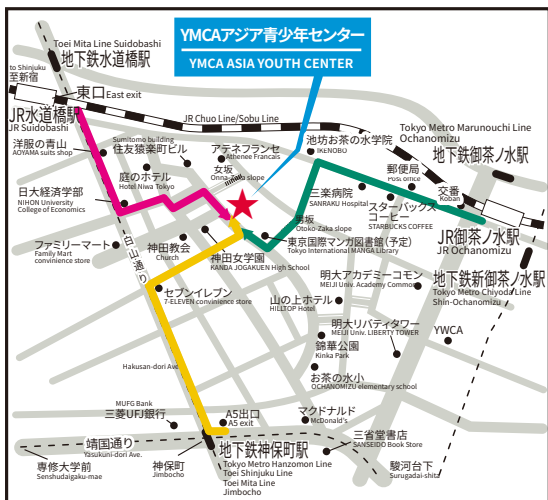 YMCAアジア青少年センター
YMCA ASIA YOUTH CENTER
Toei Mita Line Suidobashi
地下鉄水道橋駅
to Shinjuku
至新宿
東口 East exit
JR水道橋駅
JR Suidobashi
JR Chuo Line/Sobu Line
洋服の青山
AOYAMA suits shop
Sumitomo building
住友楽町ビル
アテネフランセ
Athenee Francais
池坊お茶の水学院
IKENOBO
Tokyo Metro Marunouchi Line
Ochanomizu
地下鉄御茶ノ水駅
庭のホテル
Hotel Niwa Tokyo
女坂
Onna-Zaka slope
郵便局
Post office
交番
Koban
日大経済学部
NIHON University
College of Economics
三楽病院
SANRAKU Hospital
スターバックス
コーヒー
STARBUCKS COFFEE
男坂
Otoko-Zaka slope
JR御茶ノ水駅
JR Ochanomizu
ファミリーマート
Family Mart
convinience store
白山通り
神田教会
Church
神田女学園
KANDA JOGAKUEN High School
東京国際マンガ図書館(予定)
Tokyo International MANGA Library
地下鉄新御茶ノ水駅
Tokyo Metro Chiyoda Line
Shin-Ochanomizu
明大アカデミーコモン
MEIJI Univ. Academy Common
セブンイレブン
7-ELEVEN convinience store
山の上ホテル
HILLTOP Hotel
明大リバティタワー
MEIJI Univ. LIBERTY TOWER
YWCA
錦華公園
Kinka Park
Hakusan-dori Ave.
お茶の水小
OCHANOMIZU elementary school
MUFG Bank
三菱UFJ銀行
A5出口
A5 exit
マクドナルド
McDonald's
三省堂書店
SANSEIDO Book Store
靖国通り
Yasukuni-dori Ave.
地下鉄神保町駅
Tokyo Metro Hanzomon Line
Toei Shinjuku Line
Toei Mita Line
Jimbocho
専修大学前
Senshudaigaku-mae
神保町
Jimbocho
駿河台下
Surugadai-shita